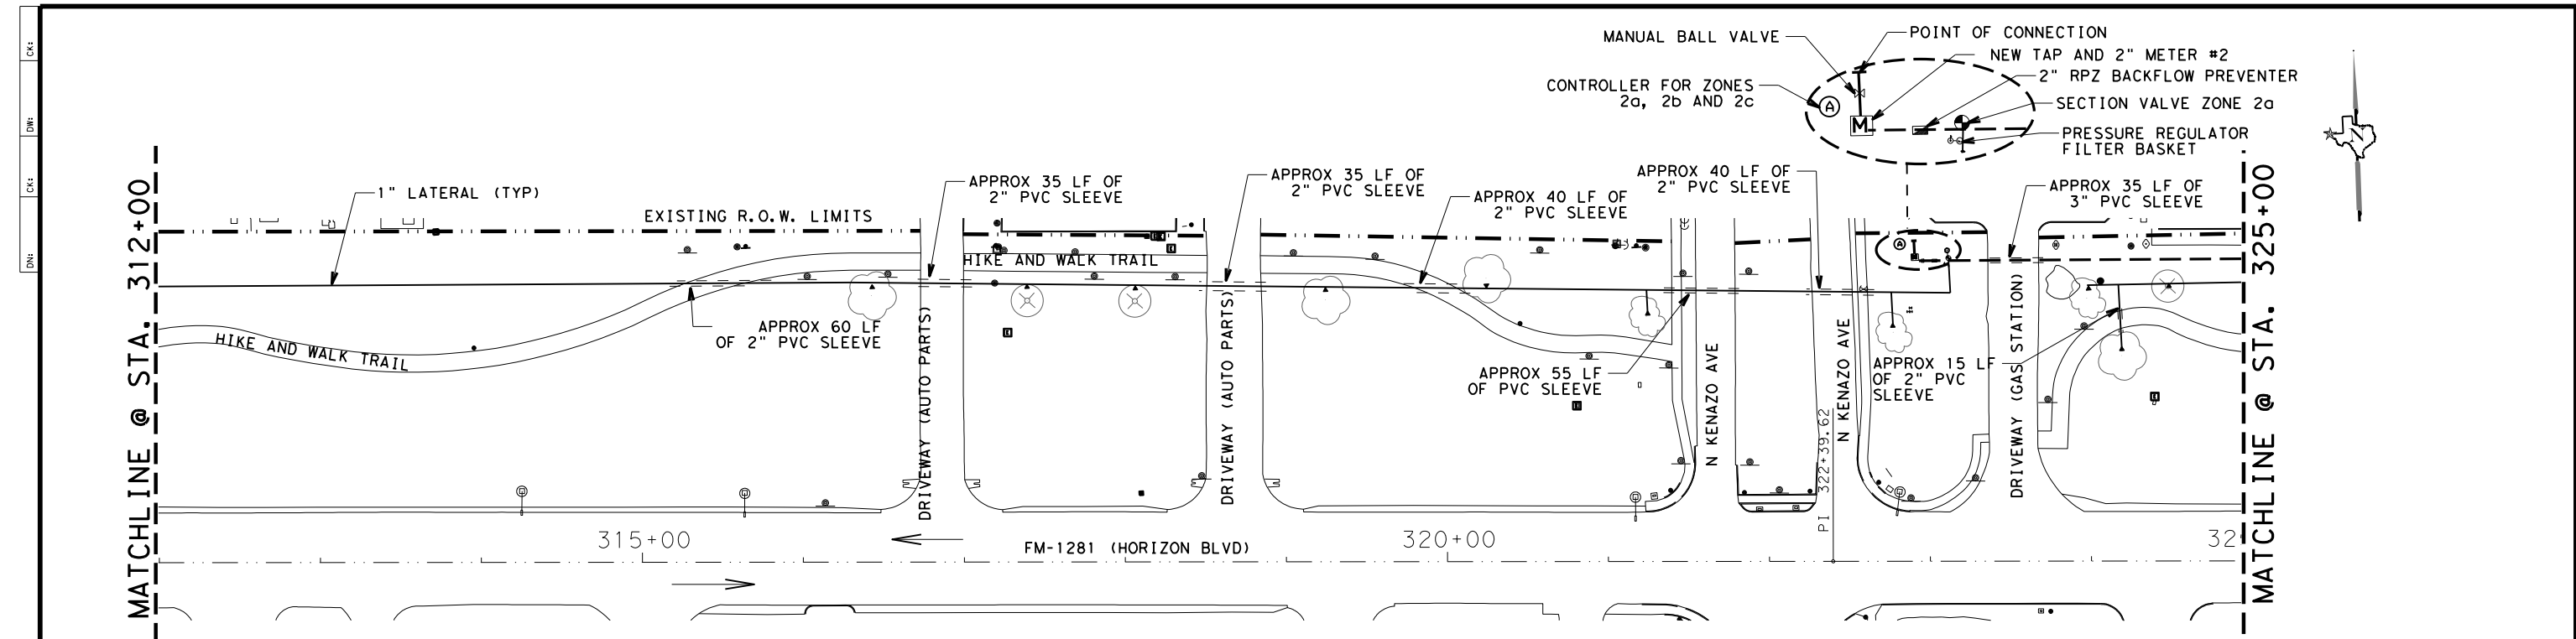 CK:
DW:
CK:
DN:
MANUAL BALL VALVE
POINT OF CONNECTION
NEW TAP AND 2" METER #2
2" RPZ BACKFLOW PREVENTER
CONTROLLER FOR ZONES
2a, 2b AND 2c
SECTION VALVE ZONE 2a
PRESSURE REGULATOR
FILTER BASKET
A
M
N
MATCHLINE @ STA. 312+00
1" LATERAL (TYP)
EXISTING R.O.W. LIMITS
APPROX 35 LF OF
2" PVC SLEEVE
APPROX 35 LF OF
2" PVC SLEEVE
APPROX 40 LF OF
2" PVC SLEEVE
APPROX 40 LF OF
2" PVC SLEEVE
APPROX 35 LF OF
3" PVC SLEEVE
MATCHLINE @ STA. 325+00
HIKE AND WALK TRAIL
A
HIKE AND WALK TRAIL
APPROX 60 LF
OF 2" PVC SLEEVE
DRIVEWAY (AUTO PARTS)
DRIVEWAY (AUTO PARTS)
APPROX 55 LF
OF PVC SLEEVE
N KENAZO AVE
N KENAZO AVE
APPROX 15 LF
OF 2" PVC
SLEEVE
DRIVEWAY (GAS STATION)
PI 322+39.62
315+00
FM-1281 (HORIZON BLVD)
320+00
32